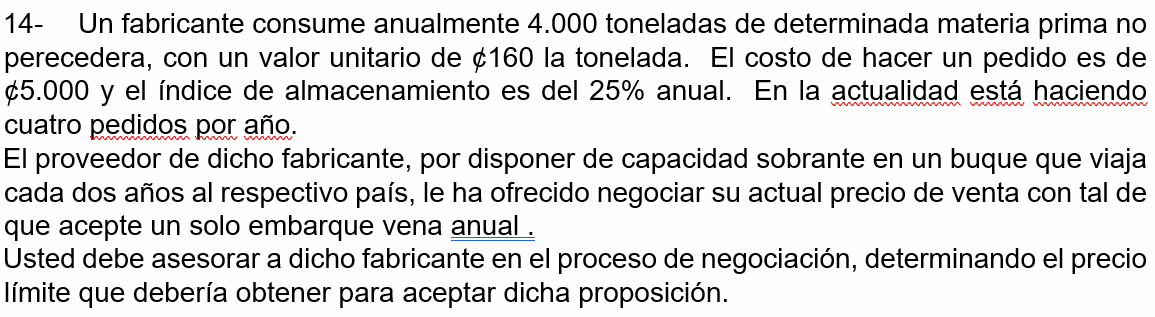 14- Un fabricante consume anualmente 4.000 toneladas de determinada materia prima no
perecedera, con un valor unitario de ¢160 la tonelada. El costo de hacer un pedido es de
¢5.000 y el índice de almacenamiento es del 25% anual. En la actualidad está haciendo
cuatro pedidos por año.
El proveedor de dicho fabricante, por disponer de capacidad sobrante en un buque que viaja
cada dos años al respectivo país, le ha ofrecido negociar su actual precio de venta con tal de
que acepte un solo embarque vena anual .
Usted debe asesorar a dicho fabricante en el proceso de negociación, determinando el precio
límite que debería obtener para aceptar dicha proposición.